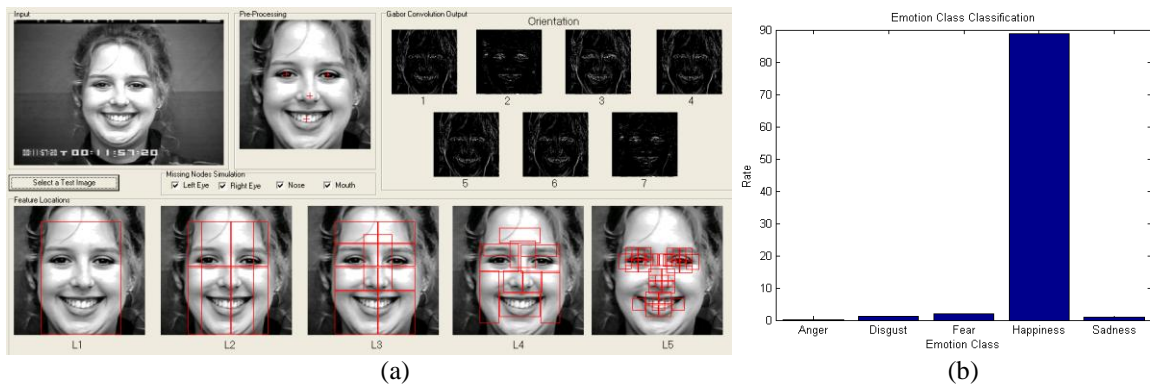 Input
Pre-Processing
Gabor Convolution Output
Orientation
1 2 3 4
5 6 7
Select a Test Image
Missing Nodes Simulation
Left Eye Right Eye Nose Mouth
Feature Locations
L1 L2 L3 L4 L5
(a)
Emotion Class Classification
Rate
90
80
70
60
50
40
30
20
10
0
Anger Disgust Fear Happiness Sadness
Emotion Class
(b)